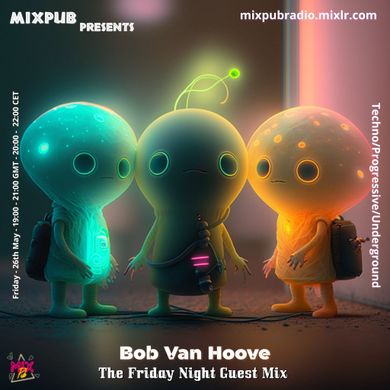 MIXPUB
PRESENTS
mixpubradio.mixlr.com
Friday - 26th May - 19:00 - 21:00 GMT - 20:00 - 22:00 CET
Techno/Progressive/Underground
Bob Van Hoove
The Friday Night Guest Mix
MIX